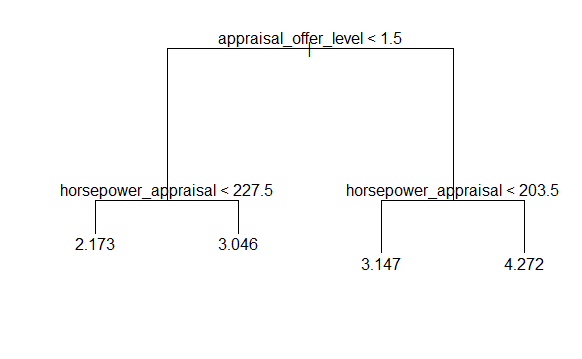 appraisal_offer_level < 1.5
horsepower_appraisal < 227.5
horsepower_appraisal < 203.5
2.173
3.046
3.147
4.272